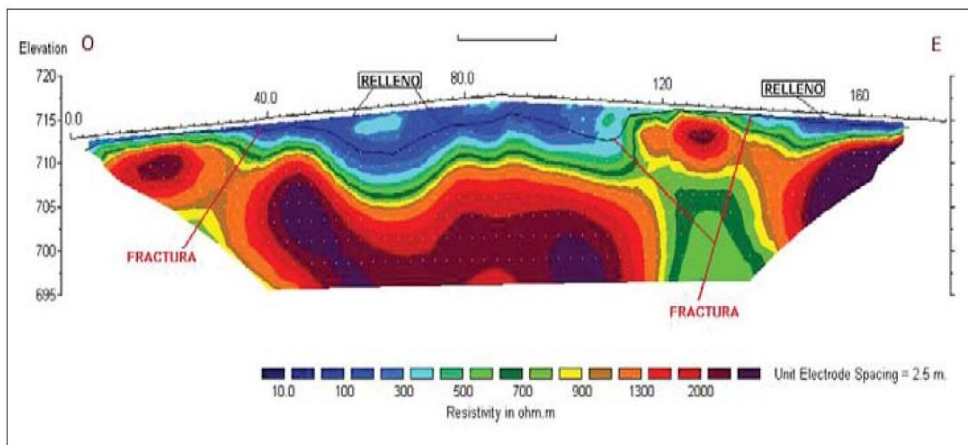 Elevation O E
RELLENO
80.0
720
120
RELLENO
40.0
160
715
0.0
710
705
700
FRACTURA
695
FRACTURA
Unit Electrode Spacing = 2.5 m.
10.0 100 300 500 700 900 1300 2000
Resistivity in ohm.m